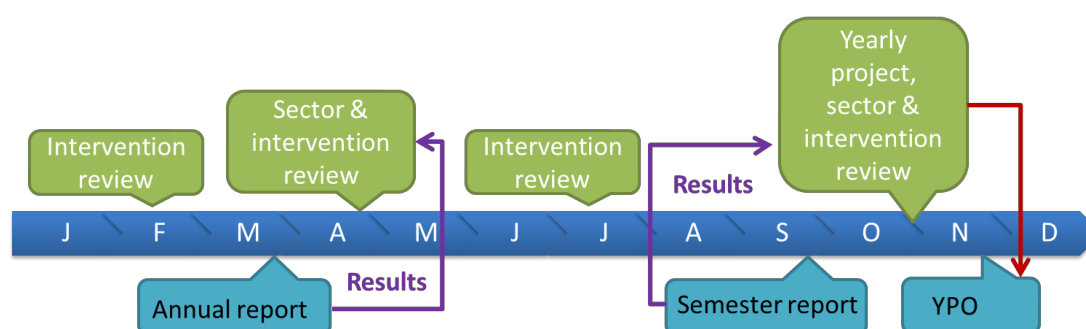 Yearly
project,
sector &
intervention
review
Sector &
intervention
review
Intervention
review
Intervention
review
Results
J F M A M J J A S O N D
Results
Annual report
Semester report
YPO